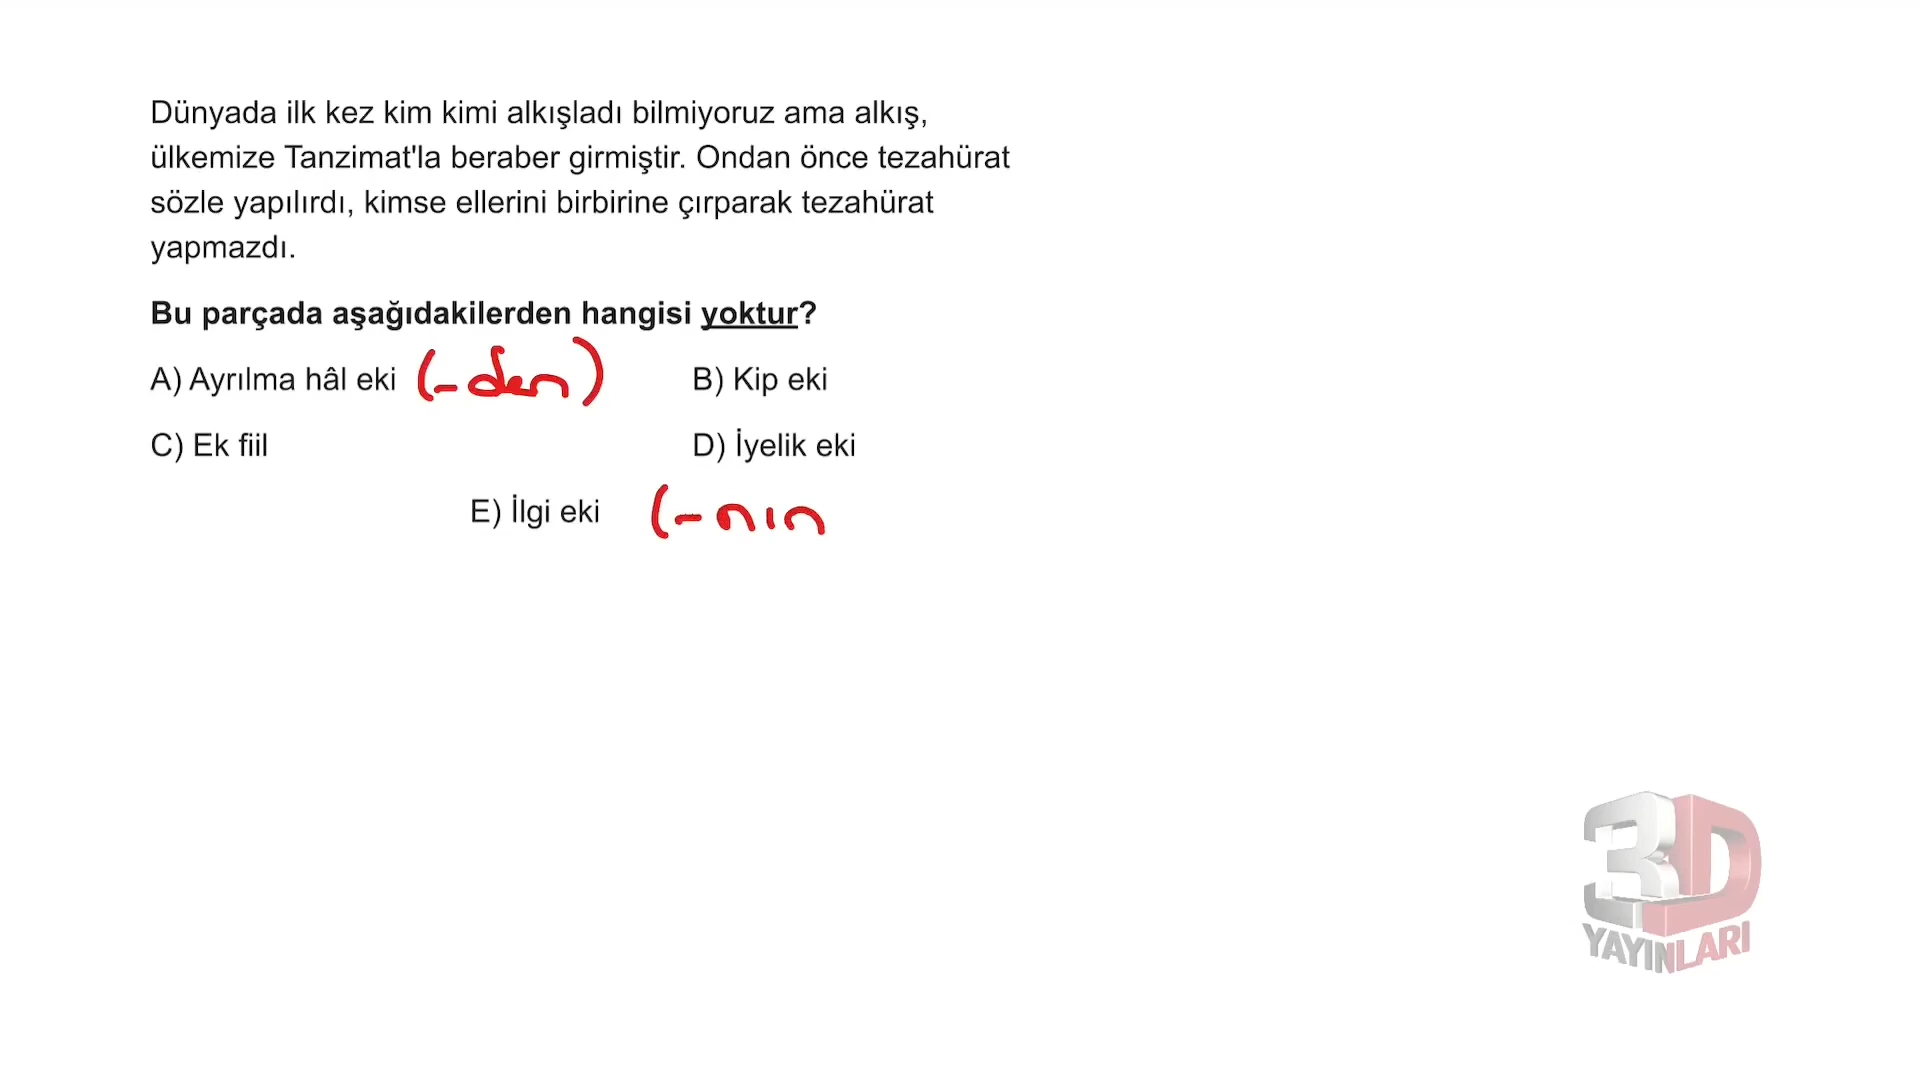 Dünyada ilk kez kim kimi alkışladı bilmiyoruz ama alkış,
ülkemize Tanzimat'la beraber girmiştir. Ondan önce tezahürat
sözle yapılırdı, kimse ellerini birbirine çırparak tezahürat
yapmazdı.
Bu parçada aşağıdakilerden hangisi yoktur?
A) Ayrılma hâl eki (-den)
B) Kip eki
C) Ek fiil
D) İyelik eki
E) İlgi eki (-nın
3D
YAYINLARI